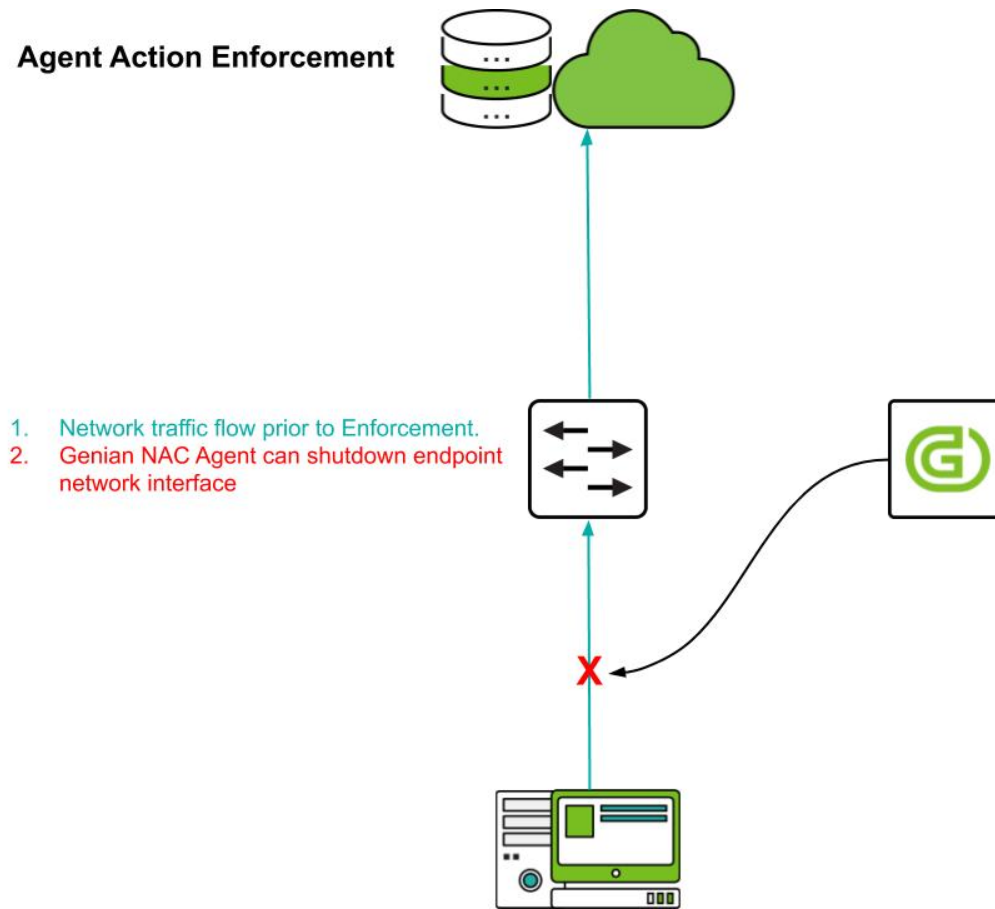 Agent Action Enforcement
1. Network traffic flow prior to Enforcement.
2. Genian NAC Agent can shutdown endpoint
network interface
X
G